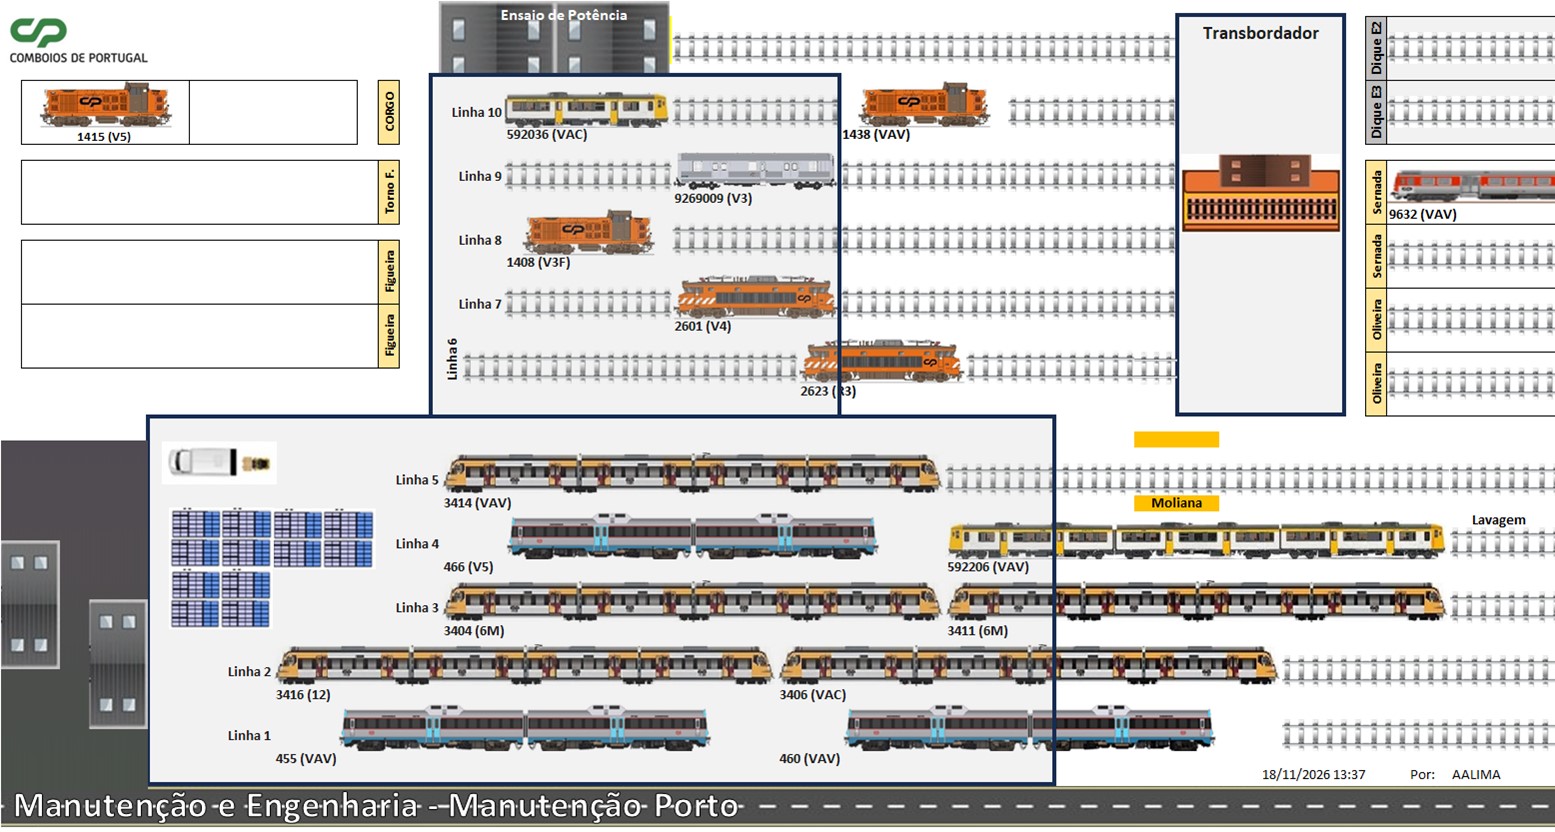 Ensaio de Potência
CP
COMBOIOS DE PORTUGAL
Transbordador
Dique E2
Dique E3
1415 (V5)
CORGO
Torno F.
Figueira
Figueira
Linha 10
592036 (VAC)
1438 (VAV)
Linha 9
9269009 (V3)
Linha 8
1408 (V3F)
Linha 7
2601 (V4)
Linha 6
2623 (R3)
Sernada
9632 (VAV)
Sernada
Oliveira
Oliveira
Linha 5
3414 (VAV)
Moliana
Linha 4
466 (V5)
592206 (VAV)
Lavagem
Linha 3
3404 (6M)
3411 (6M)
Linha 2
3416 (12)
3406 (VAC)
Linha 1
455 (VAV)
460 (VAV)
18/11/2026 13:37 Por: AALIMA
Manutenção e Engenharia - Manutenção Porto